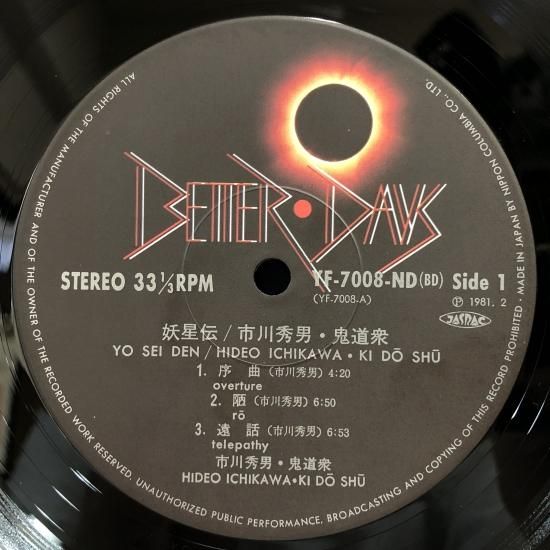 BETTER・DAYS
STEREO 33 1/3 RPM
YF-7008-ND(BD) Side 1
(YF-7008-A)
Ⓟ 1981. 2
JASRAC
妖星伝/市川秀男・鬼道衆
YO SEI DEN/HIDEO ICHIKAWA・KI DŌ SHŪ
1. 序 曲 (市川秀男) 4:20
overture
2. 陋 (市川秀男) 6:50
rō
3. 遠 話 (市川秀男) 6:53
telepathy
市川秀男・鬼道衆
HIDEO ICHIKAWA・KI DŌ SHŪ
ALL RIGHTS OF THE MANUFACTURER AND OF THE OWNER OF THE RECORDED WORK RESERVED. UNAUTHORIZED PUBLIC PERFORMANCE, BROADCASTING AND COPYING OF THIS RECORD PROHIBITED・MADE IN JAPAN BY NIPPON COLUMBIA CO., LTD.